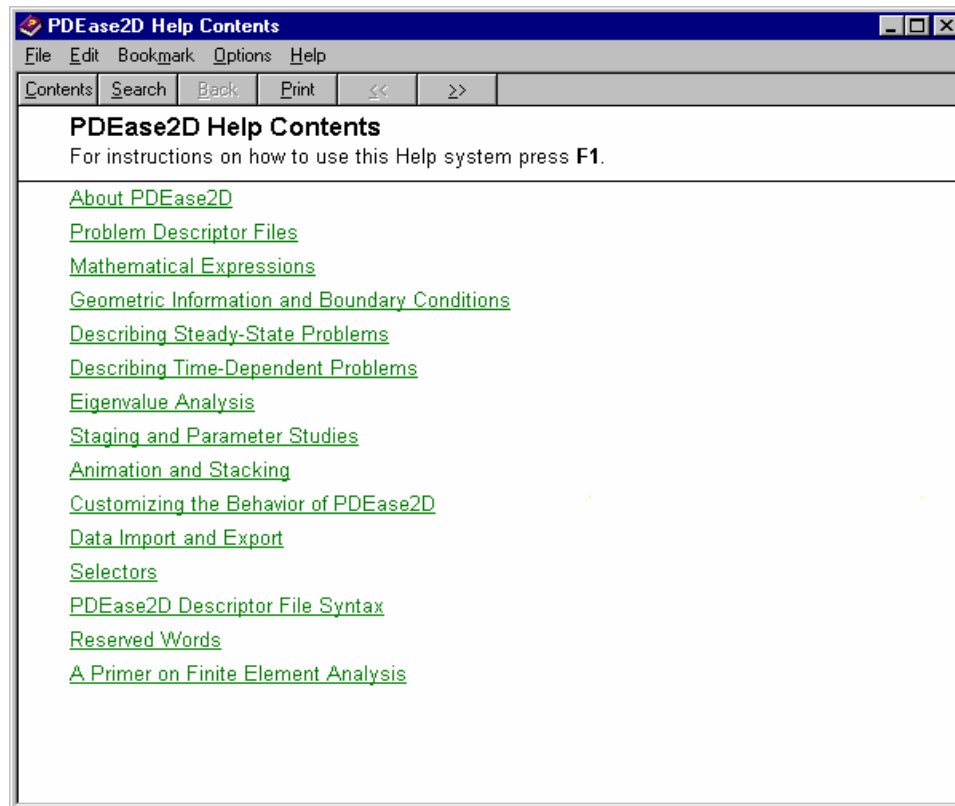 PDEase2D Help Contents
File Edit Bookmark Options Help
Contents Search Back Print << >>
PDEase2D Help Contents
For instructions on how to use this Help system press F1.
About PDEase2D
Problem Descriptor Files
Mathematical Expressions
Geometric Information and Boundary Conditions
Describing Steady-State Problems
Describing Time-Dependent Problems
Eigenvalue Analysis
Staging and Parameter Studies
Animation and Stacking
Customizing the Behavior of PDEase2D
Data Import and Export
Selectors
PDEase2D Descriptor File Syntax
Reserved Words
A Primer on Finite Element Analysis